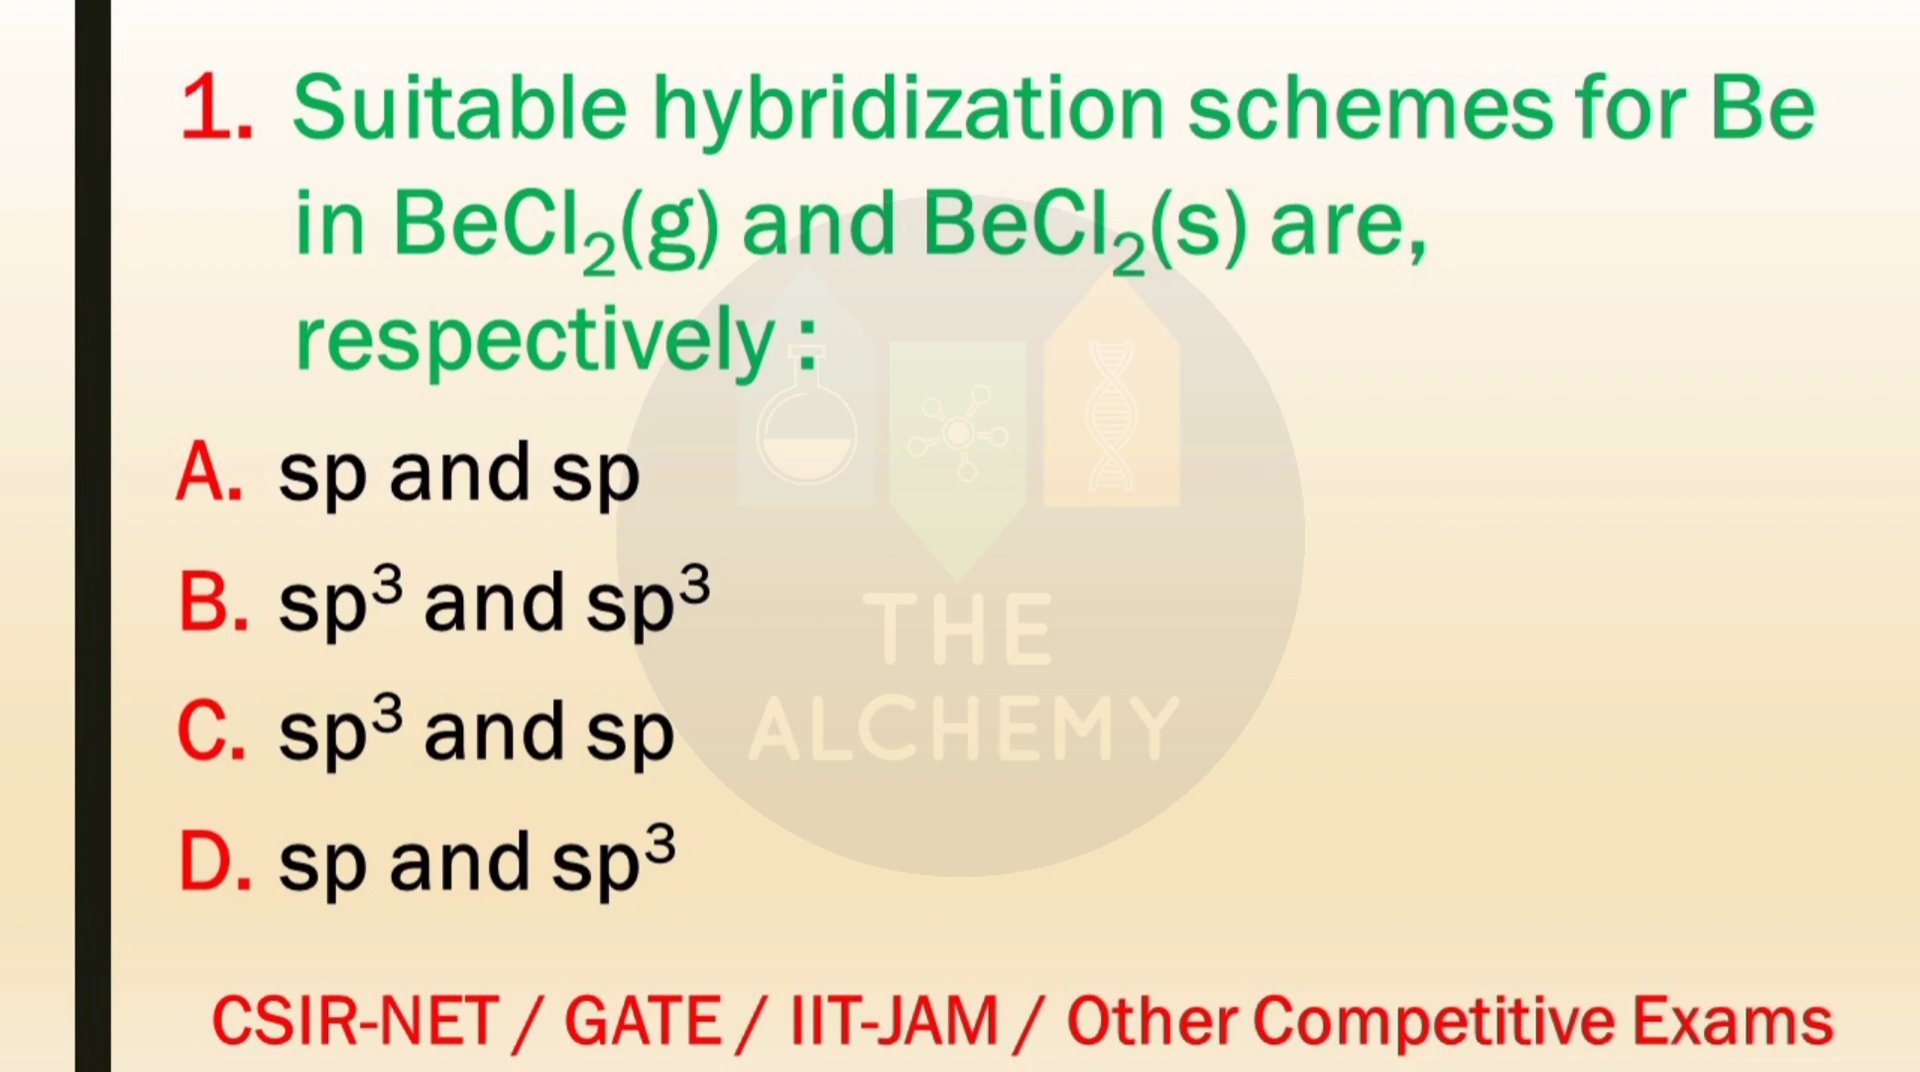 1. Suitable hybridization schemes for Be
in BeCl₂(g) and BeCl₂(s) are,
respectively :
A. sp and sp
B. sp³ and sp³
C. sp³ and sp
D. sp and sp³
THE
ALCHEMY
CSIR-NET / GATE / IIT-JAM / Other Competitive Exams